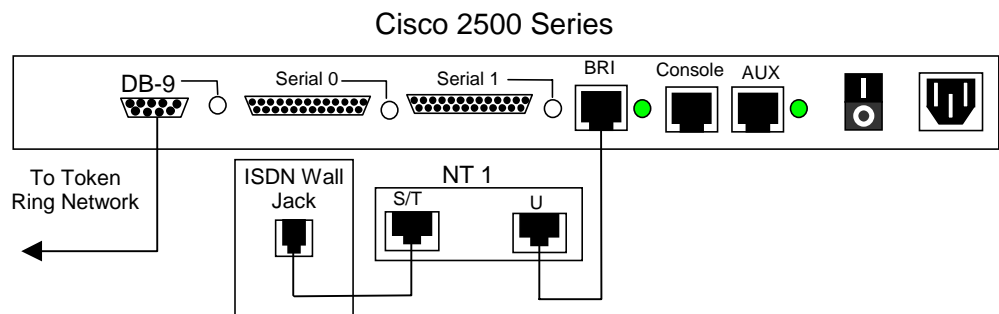 Cisco 2500 Series
DB-9
Serial 0
Serial 1
BRI
Console
AUX
To Token
Ring Network
ISDN Wall
Jack
NT 1
S/T
U